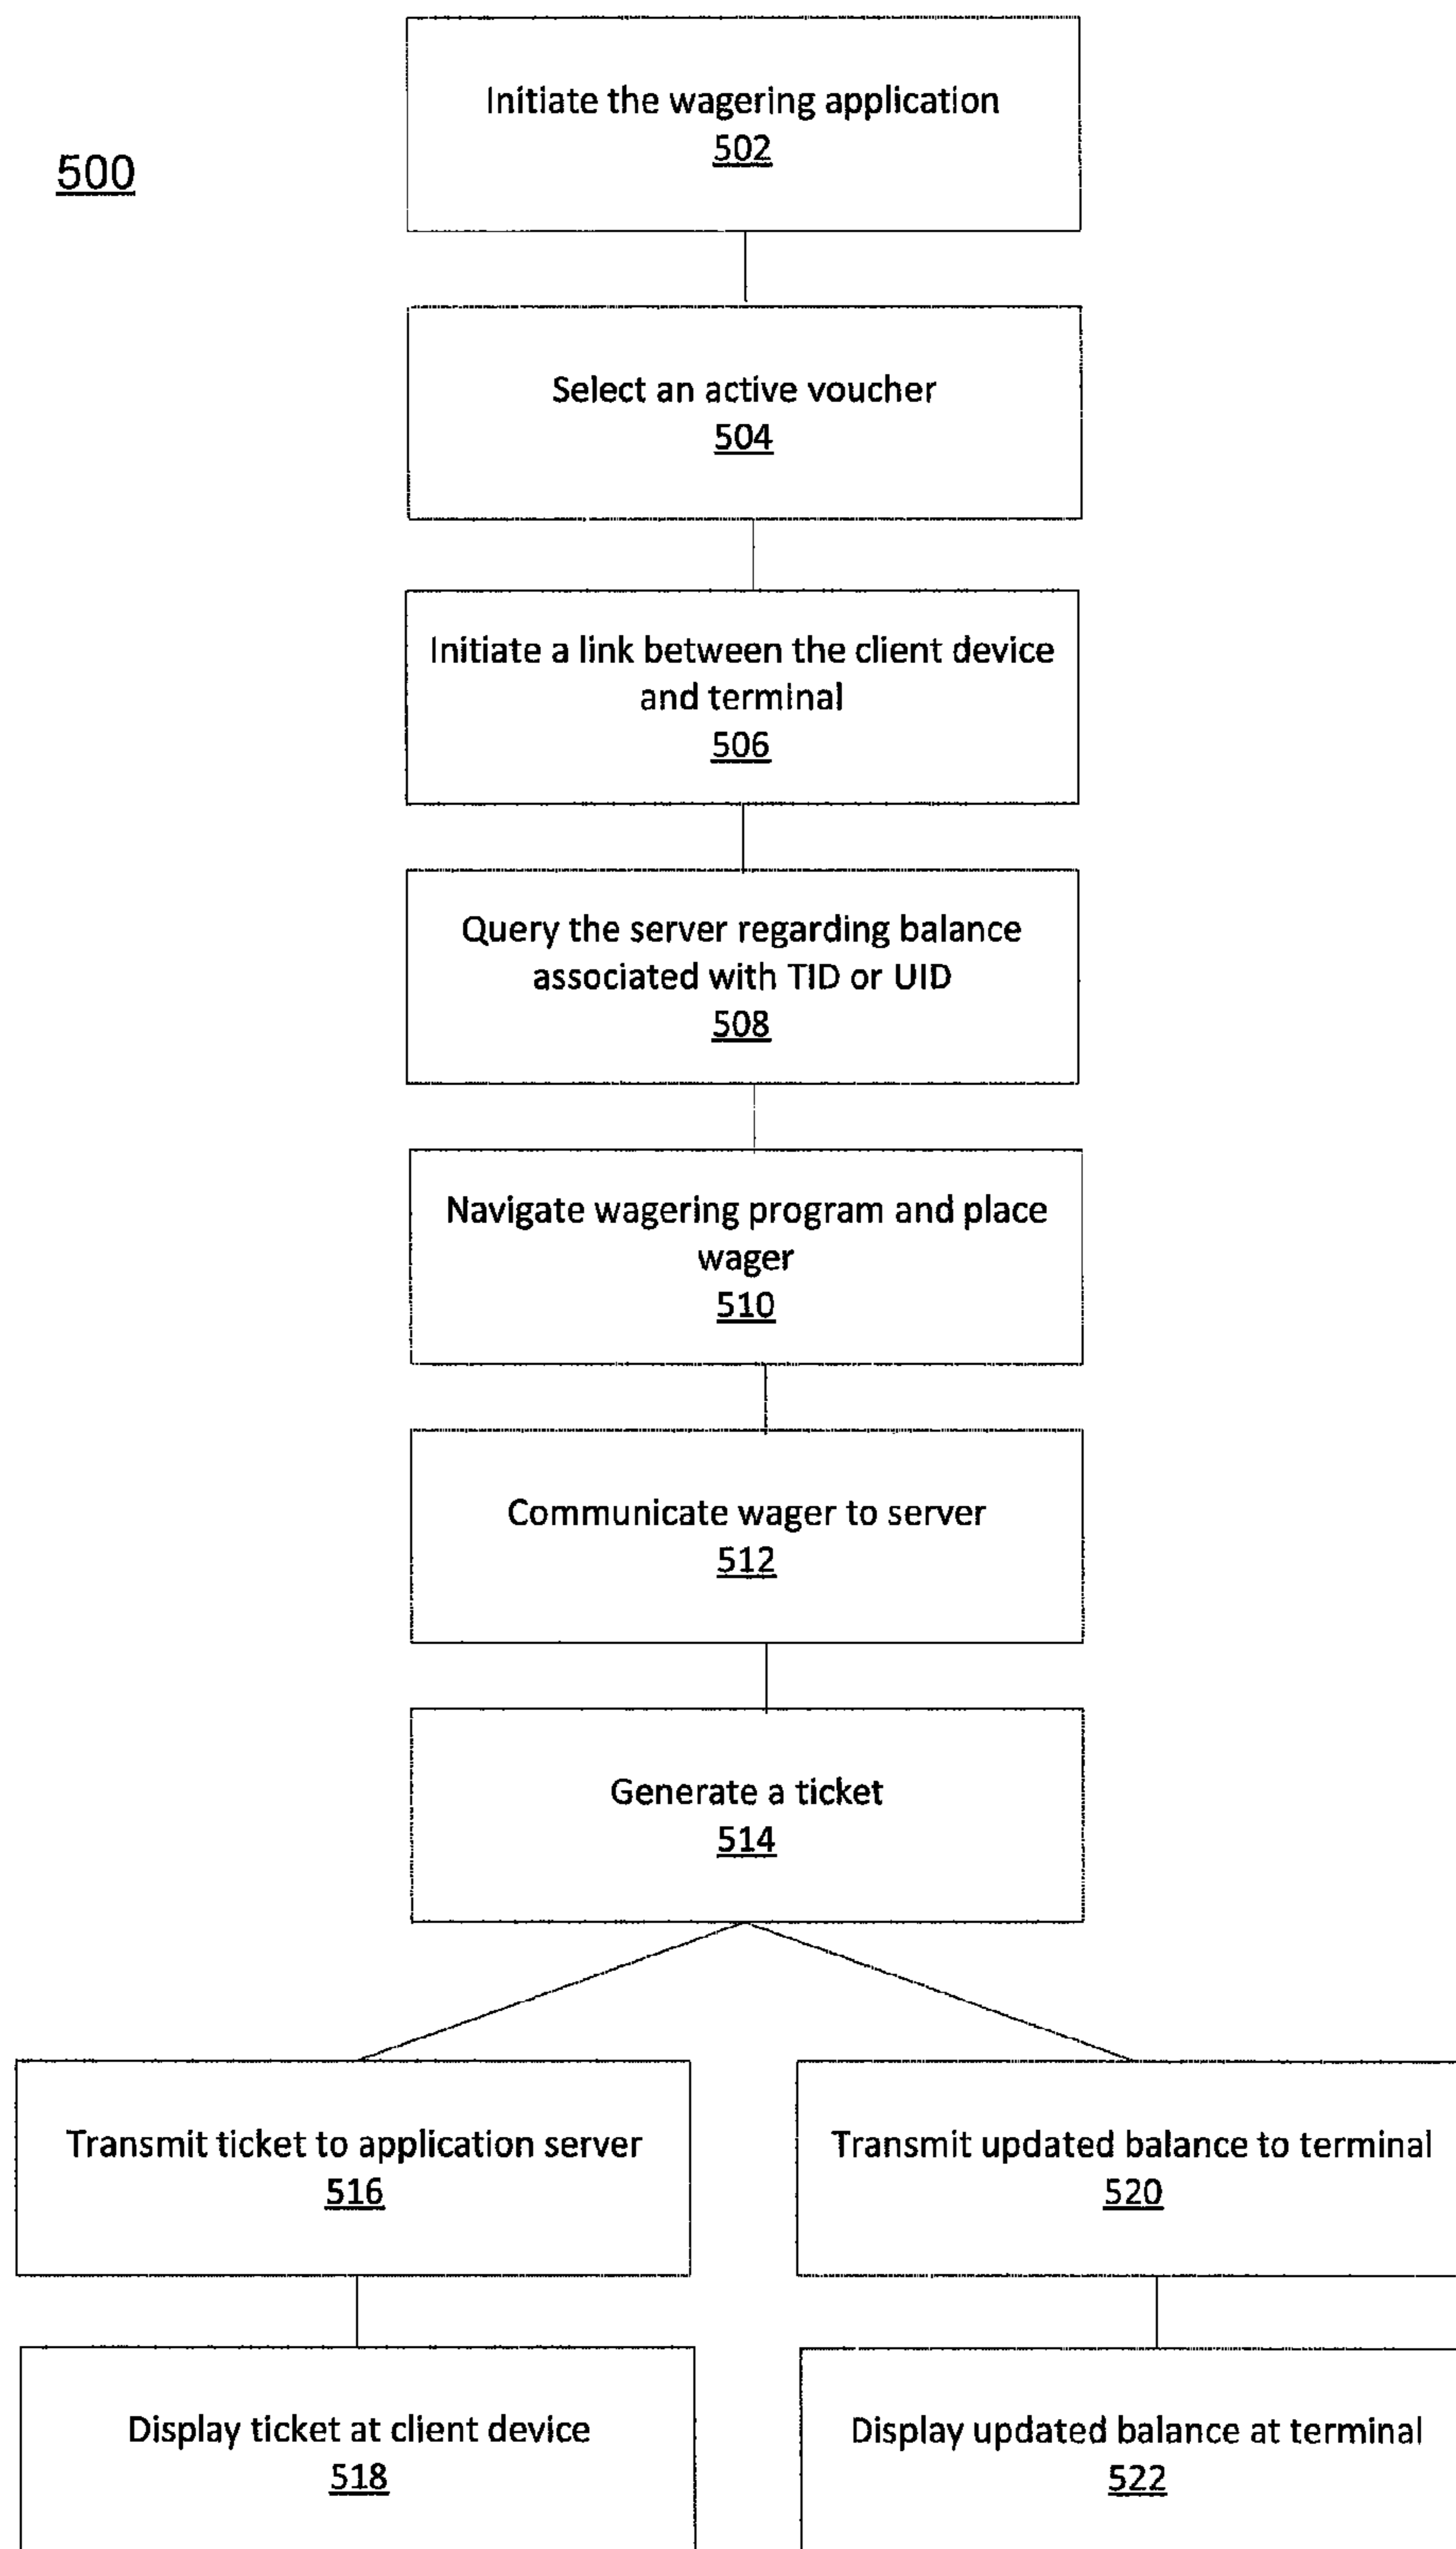 Initiate the wagering application
502
500
Select an active voucher
504
Initiate a link between the client device
and terminal
506
Query the server regarding balance
associated with TID or UID
508
Navigate wagering program and place
wager
510
Communicate wager to server
512
Generate a ticket
514
Transmit ticket to application server
516
Transmit updated balance to terminal
520
Display ticket at client device
518
Display updated balance at terminal
522